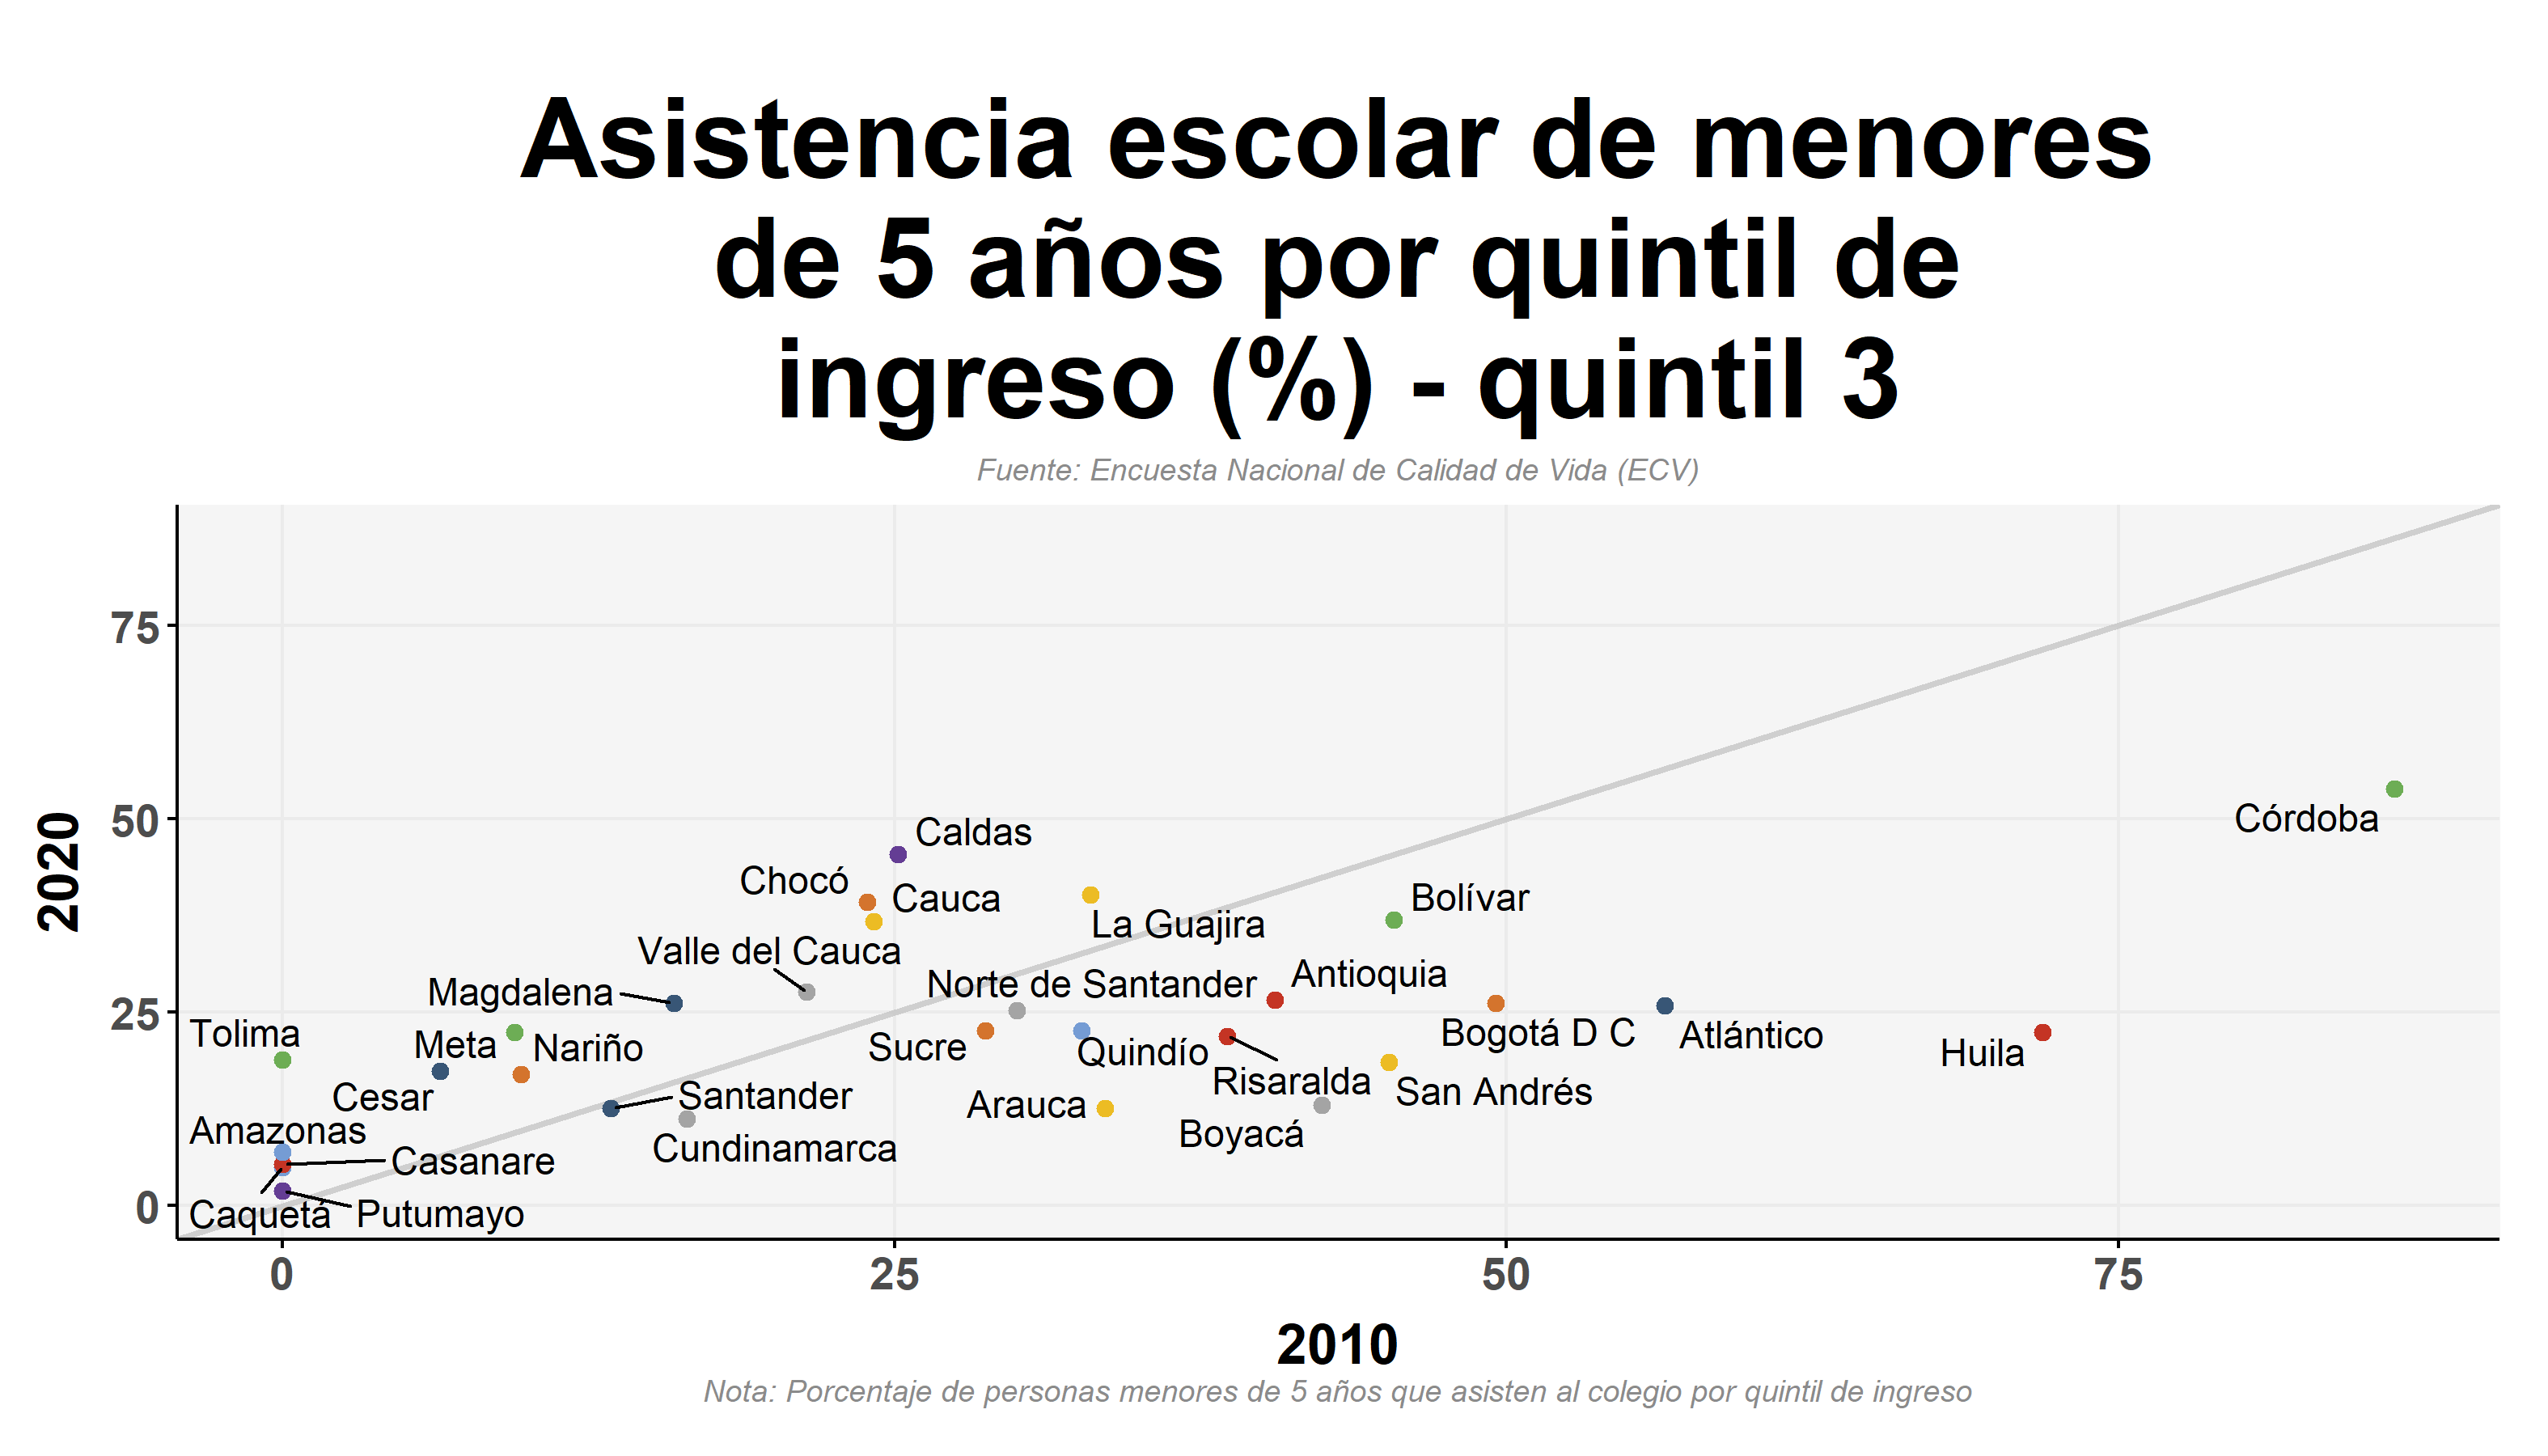 Asistencia escolar de menores
de 5 años por quintil de
ingreso (%) - quintil 3
Fuente: Encuesta Nacional de Calidad de Vida (ECV)
2020
75
50
25
0
Córdoba
Caldas
Chocó
Cauca
La Guajira
Bolívar
Valle del Cauca
Magdalena
Norte de Santander
Antioquia
Tolima
Meta
Nariño
Sucre
Quindío
Bogotá D C
Atlántico
Huila
Cesar
Santander
Arauca
Risaralda
San Andrés
Amazonas
Cundinamarca
Boyacá
Casanare
Caquetá
Putumayo
0
25
50
75
2010
Nota: Porcentaje de personas menores de 5 años que asisten al colegio por quintil de ingreso